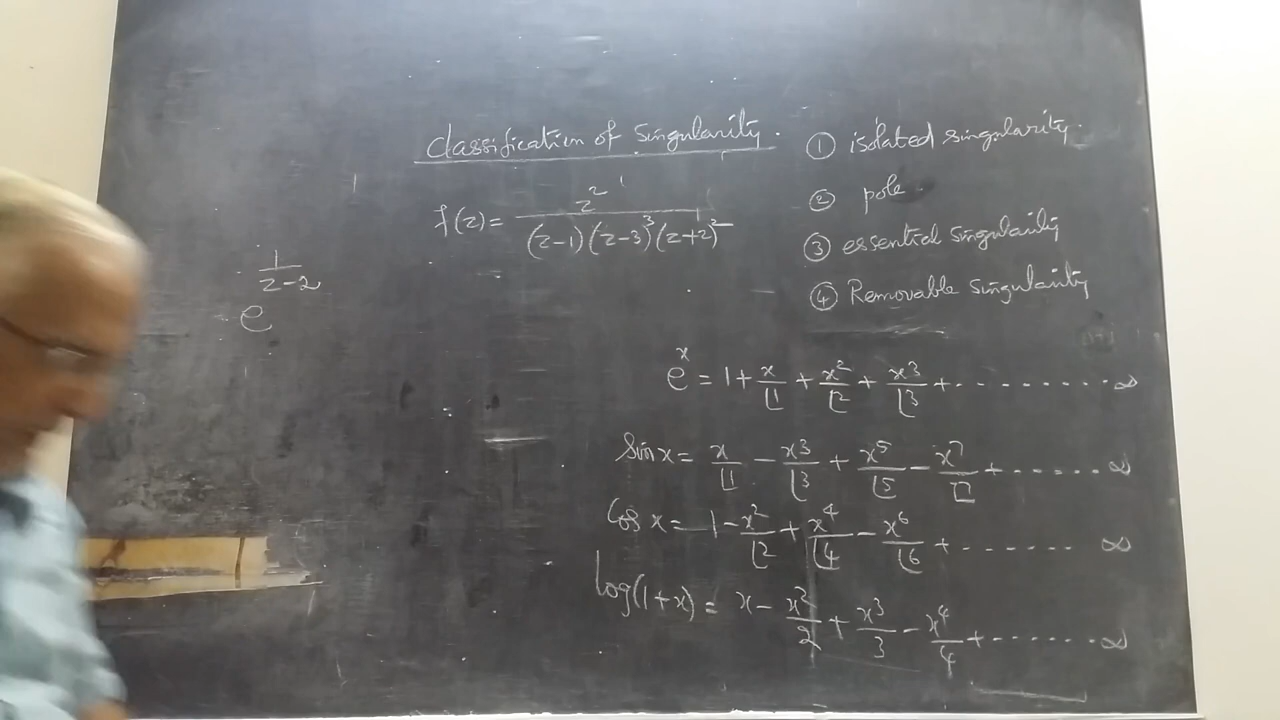 classification of singularity.
f(z) = z² / (z-1)(z-3)³(z+2)²
e^(1/(z-2))
① isolated singularity.
② pole.
③ essential singularity
④ Removable singularity
eˣ = 1 + x/⌊1 + x²/⌊2 + x³/⌊3 + ......... ∞
Sin x = x/⌊1 - x³/⌊3 + x⁵/⌊5 - x⁷/⌊7 + ...... ∞
Cos x = 1 - x²/⌊2 + x⁴/⌊4 - x⁶/⌊6 + ....... ∞
log(1+x) = x - x²/2 + x³/3 - x⁴/4 + ....... ∞